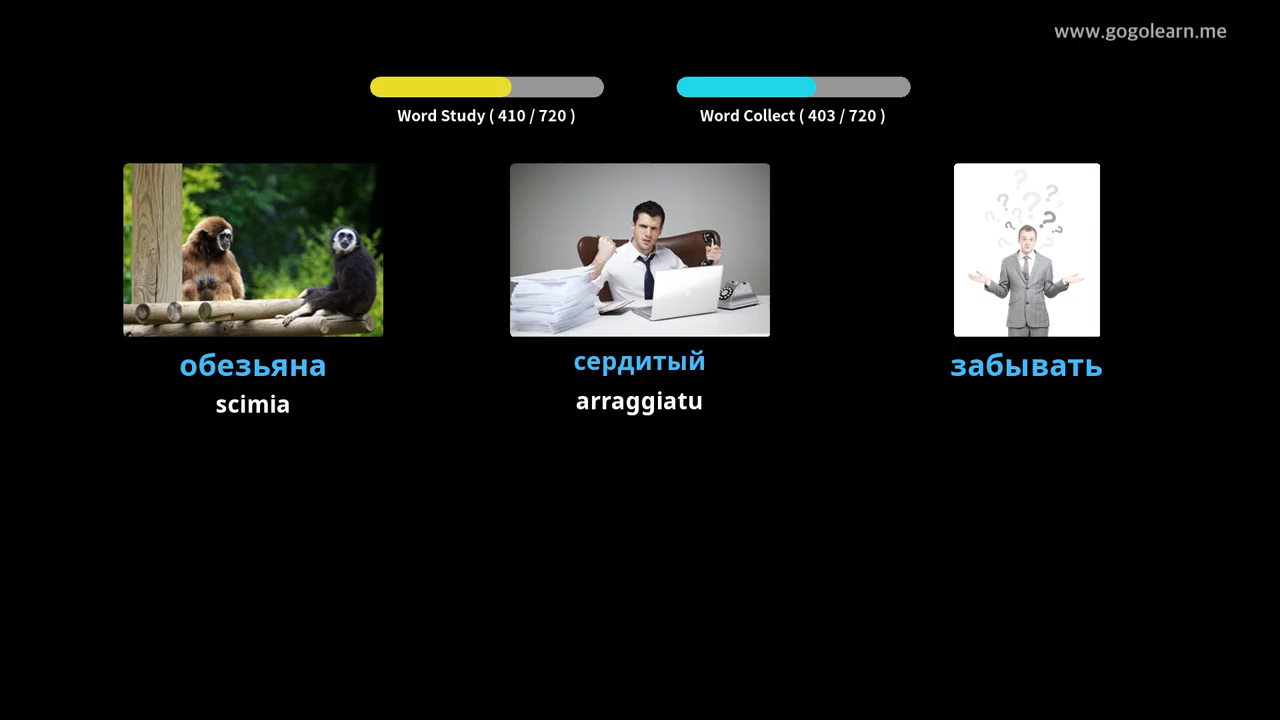 www.gogolearn.me
Word Study ( 410 / 720 )
Word Collect ( 403 / 720 )
обезьяна
scimia
сердитый
arraggiatu
забывать